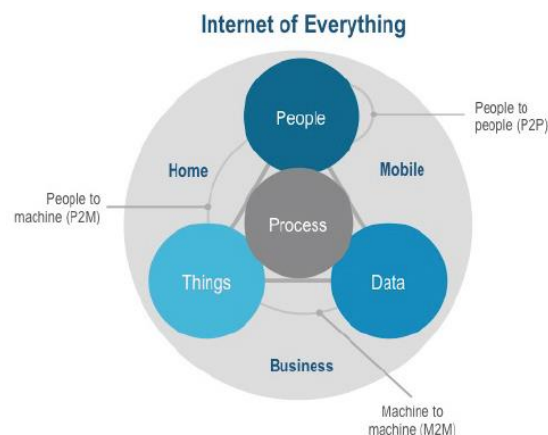 Internet of Everything
People
People to
people (P2P)
Home
Mobile
People to
machine (P2M)
Process
Things
Data
Business
Machine to
machine (M2M)